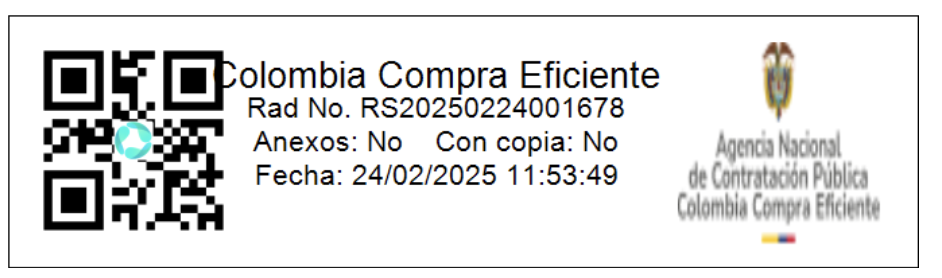 Colombia Compra Eficiente
Rad No. RS20250224001678
Anexos: No Con copia: No
Fecha: 24/02/2025 11:53:49
Agencia Nacional
de Contratación Pública
Colombia Compra Eficiente